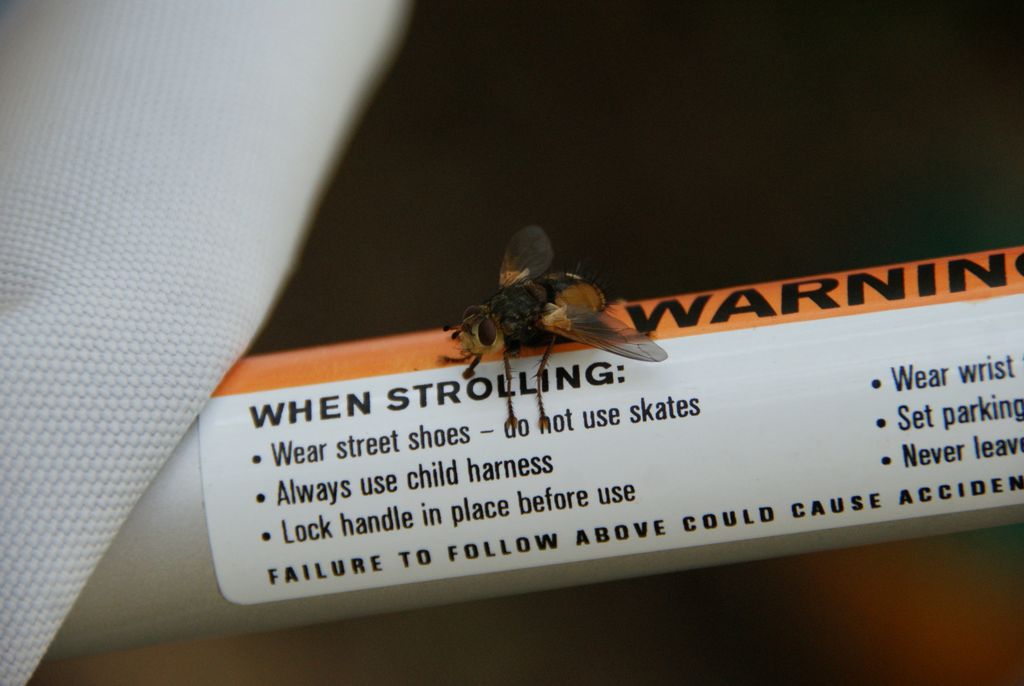 WARNIN
WHEN STROLLING:
• Wear street shoes – do not use skates
• Always use child harness
• Lock handle in place before use
• Wear wrist
• Set parking
• Never leave
FAILURE TO FOLLOW ABOVE COULD CAUSE ACCIDEN